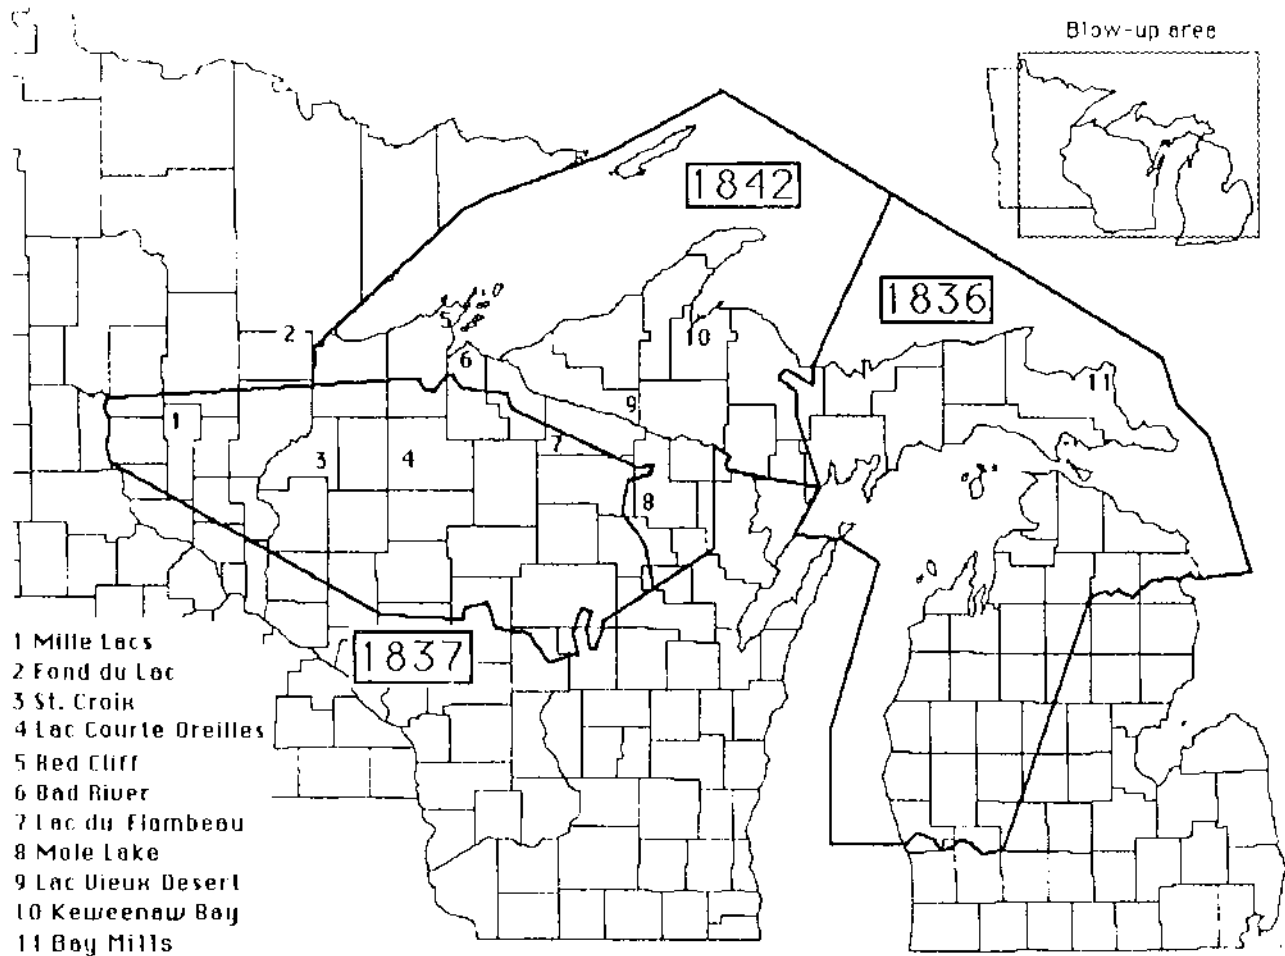 Blow-up area
1842
1836
2
5
10
6
11
9
1
7
3
4
8
1837
1 Mille Lacs
2 Fond du Lac
3 St. Croix
4 Lac Courte Oreilles
5 Red Cliff
6 Bad River
7 Lac du Flambeau
8 Mole Lake
9 Lac Vieux Desert
10 Keweenaw Bay
11 Bay Mills